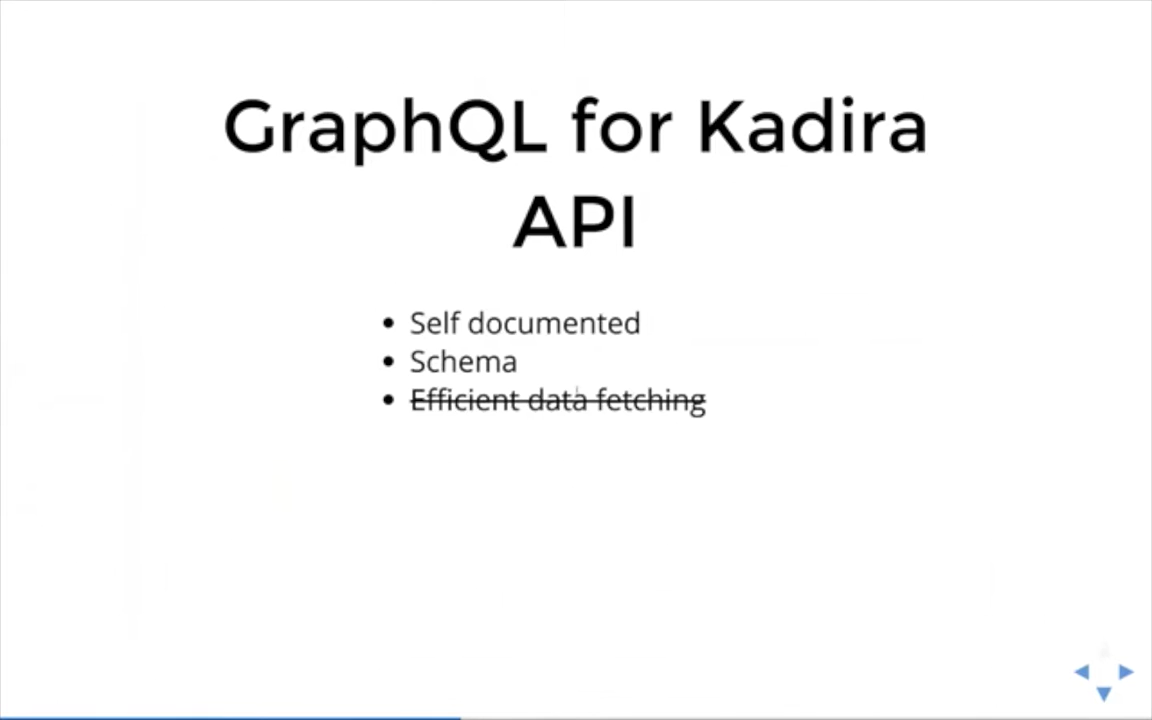 GraphQL for Kadira
API
Self documented
Schema
Efficient data fetching